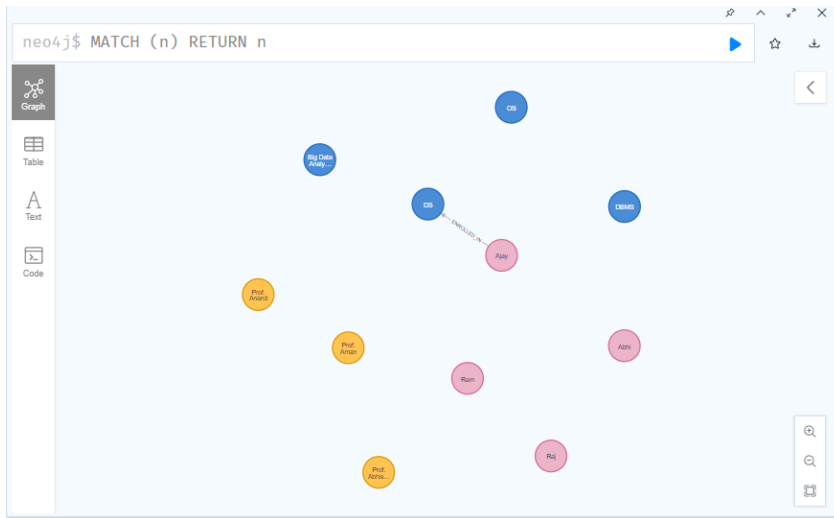 neo4j$ MATCH (n) RETURN n
Graph
Table
Text
Code
OS
Big Data
Analy...
DS
DBMS
ENROLLED_IN
Ajay
Prof.
Anand
Prof.
Aman
Abhi
Ram
Raj
Prof.
Abhis...